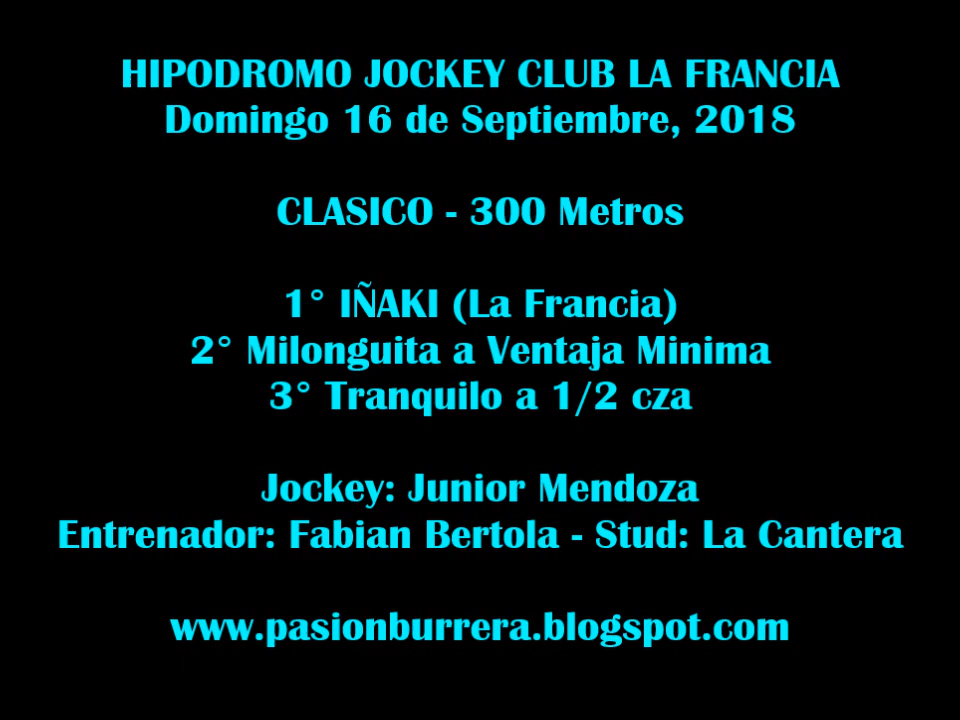 HIPODROMO JOCKEY CLUB LA FRANCIA
Domingo 16 de Septiembre, 2018
CLASICO - 300 Metros
1° IÑAKI (La Francia)
2° Milonguita a Ventaja Minima
3° Tranquilo a 1/2 cza
Jockey: Junior Mendoza
Entrenador: Fabian Bertola - Stud: La Cantera
www.pasionburrera.blogspot.com